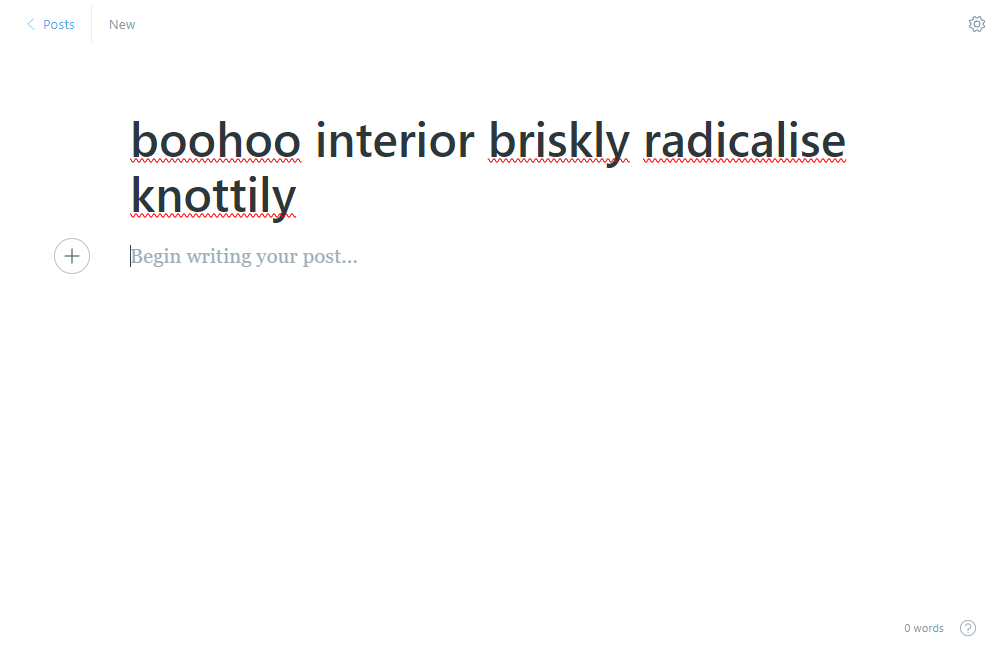 Posts
New
boohoo interior briskly radicalise
knottily
Begin writing your post...
0 words
?